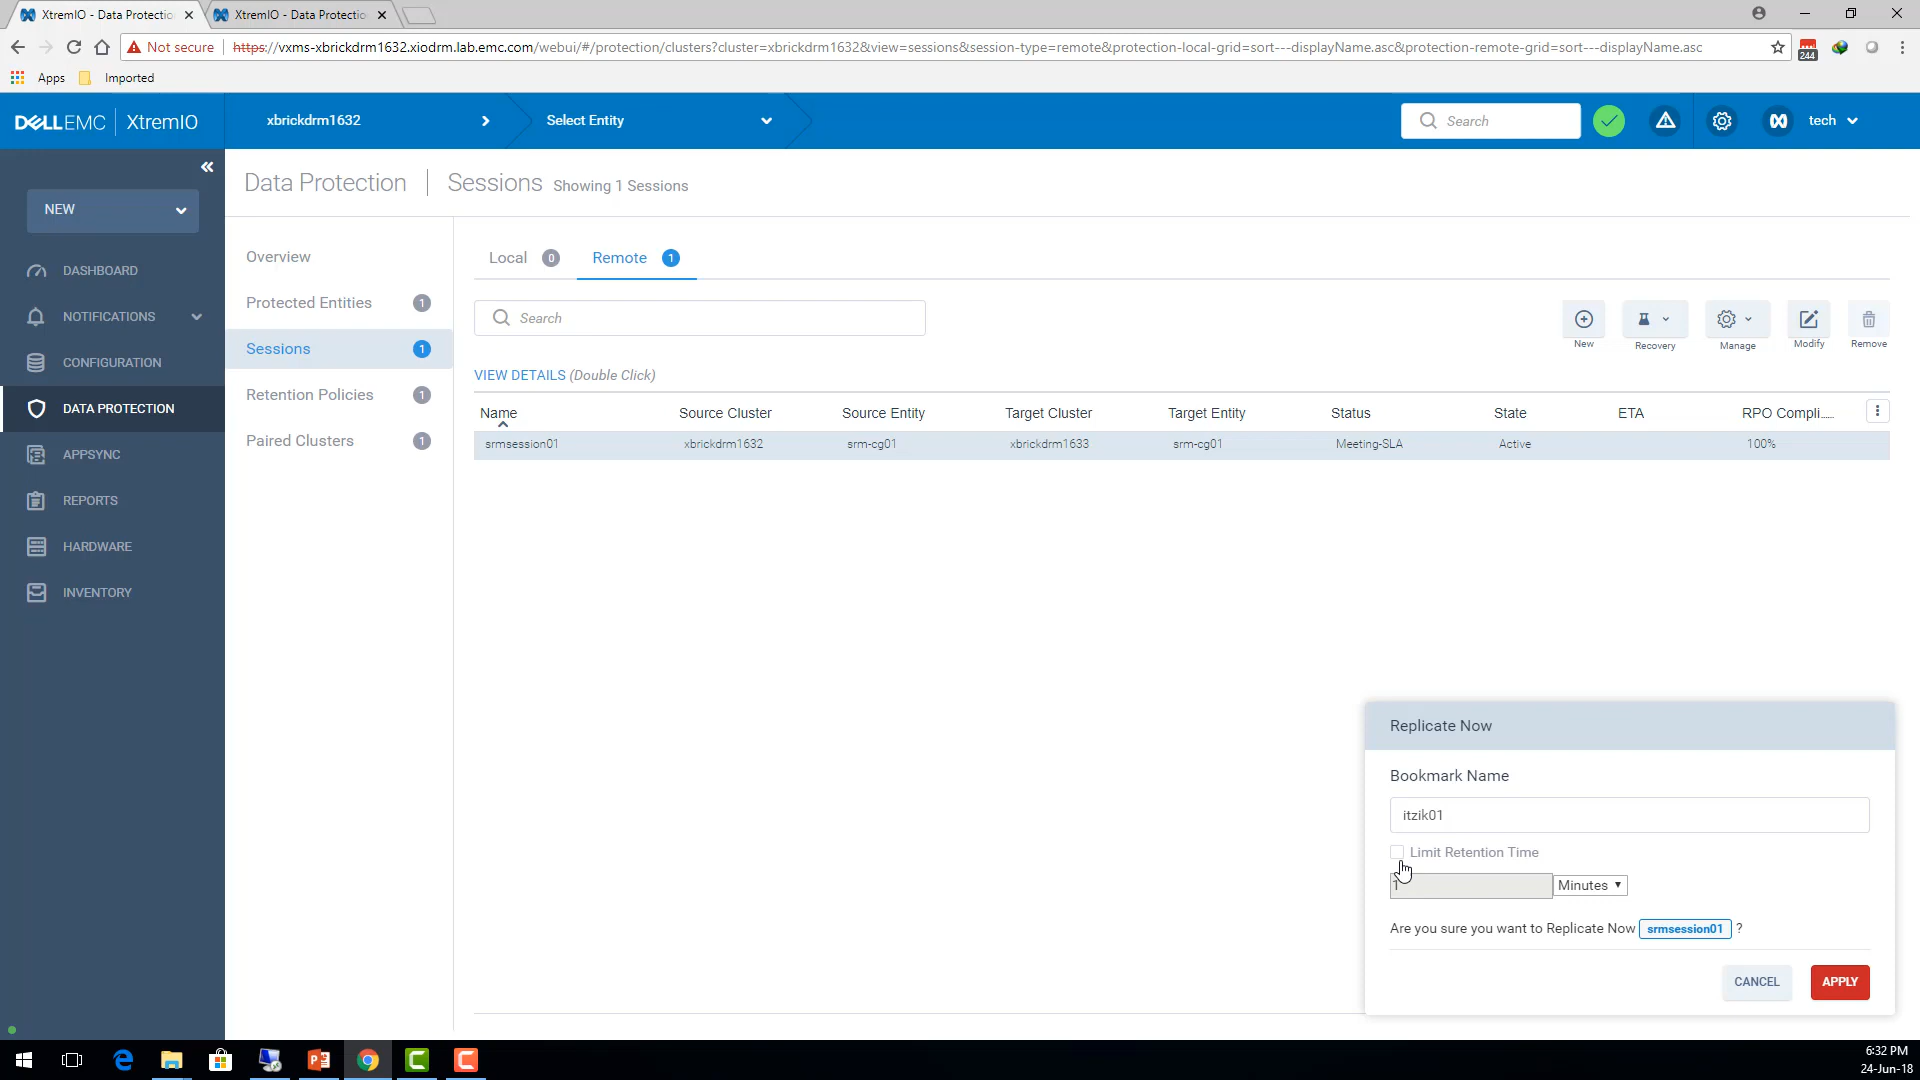 XtremIO - Data Protectio
XtremIO - Data Protectio
Not secure
https://vxms-xbrickdrm1632.xiodrm.lab.emc.com/webui/#/protection/clusters?cluster=xbrickdrm1632&view=sessions&session-type=remote&protection-local-grid=sort---displayName.asc&protection-remote-grid=sort---displayName.asc
244
Apps
Imported
DELLEMC | XtremIO
xbrickdrm1632
Select Entity
Search
tech
NEW
DASHBOARD
NOTIFICATIONS
CONFIGURATION
DATA PROTECTION
APPSYNC
REPORTS
HARDWARE
INVENTORY
Data Protection | Sessions Showing 1 Sessions
Overview
Protected Entities 1
Sessions 1
Retention Policies 1
Paired Clusters 1
Local 0
Remote 1
Search
New
Recovery
Manage
Modify
Remove
VIEW DETAILS (Double Click)
Name Source Cluster Source Entity Target Cluster Target Entity Status State ETA RPO Compli......
srmsession01 xbrickdrm1632 srm-cg01 xbrickdrm1633 srm-cg01 Meeting-SLA Active 100%
Replicate Now
Bookmark Name
itzik01
Limit Retention Time
1 Minutes
Are you sure you want to Replicate Now srmsession01 ?
CANCEL
APPLY
6:32 PM
24-Jun-18